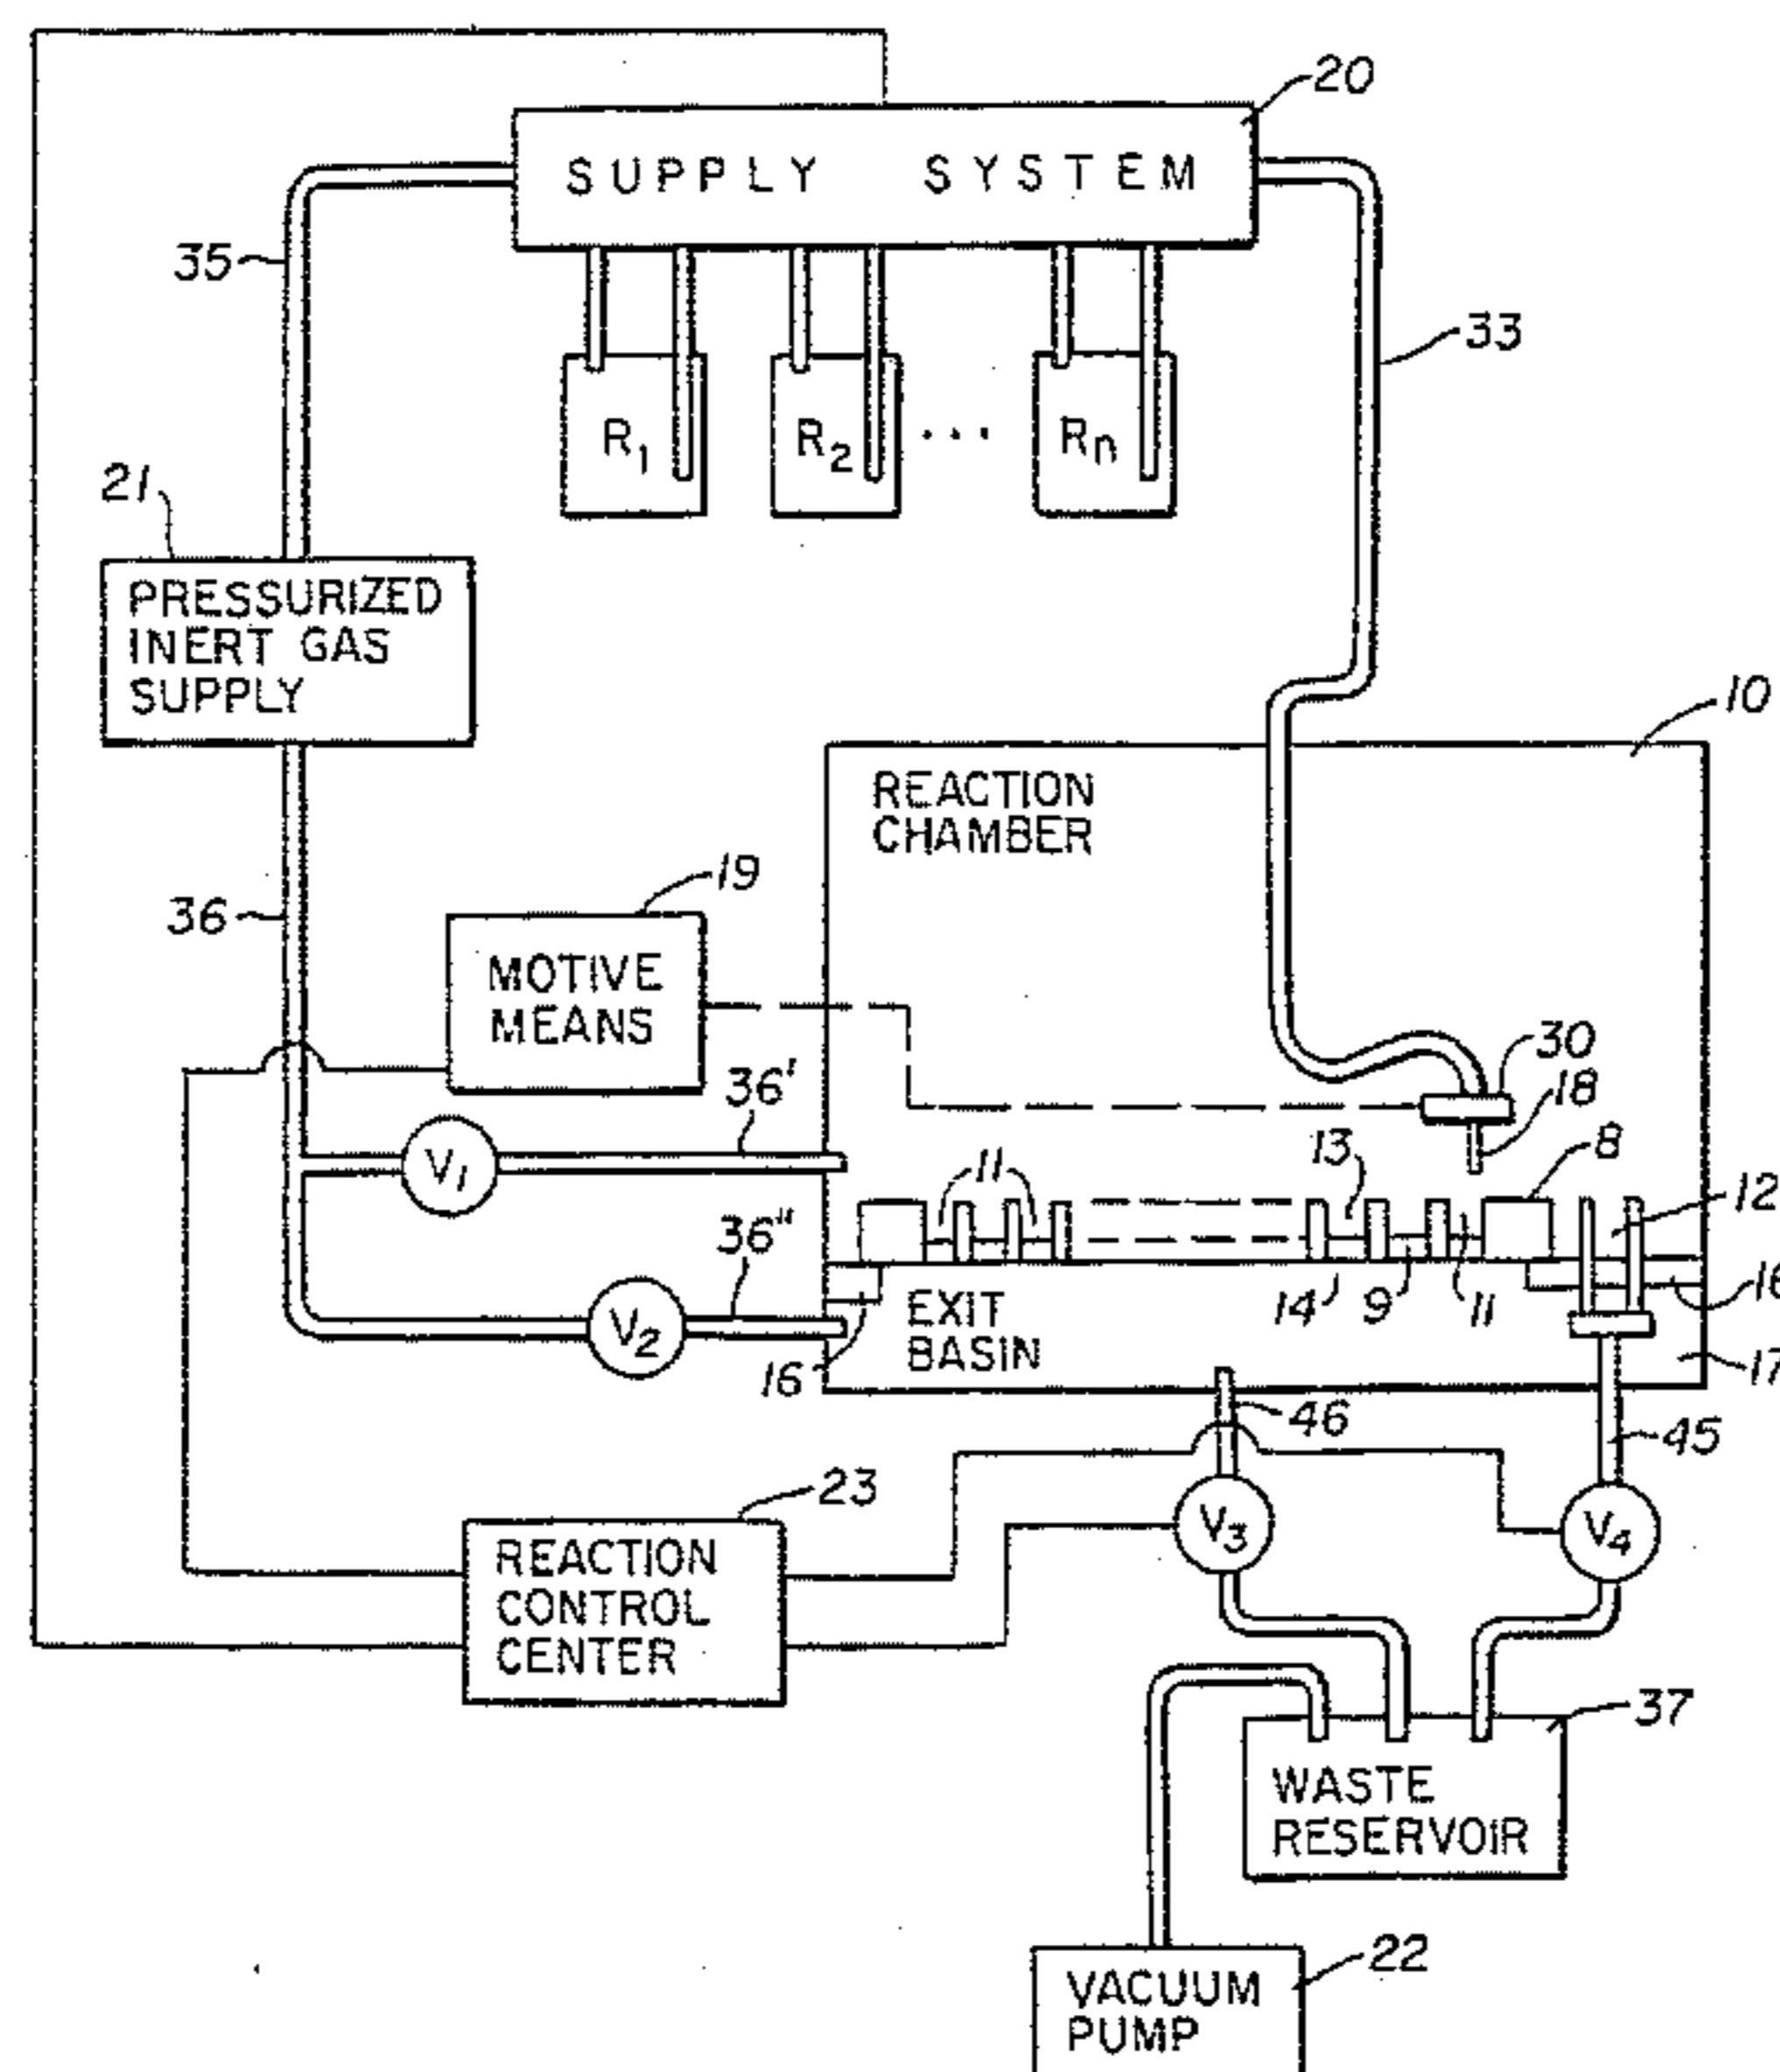 20
SUPPLY SYSTEM
35
33
R1
R2
...
Rn
21
PRESSURIZED
INERT GAS
SUPPLY
10
REACTION
CHAMBER
19
36
MOTIVE
MEANS
30
18
36'
13
8
V1
11
12
36"
14
9
11
16
EXIT
BASIN
V2
16
17
46
45
23
V3
V4
REACTION
CONTROL
CENTER
37
WASTE
RESERVOIR
22
VACUUM
PUMP